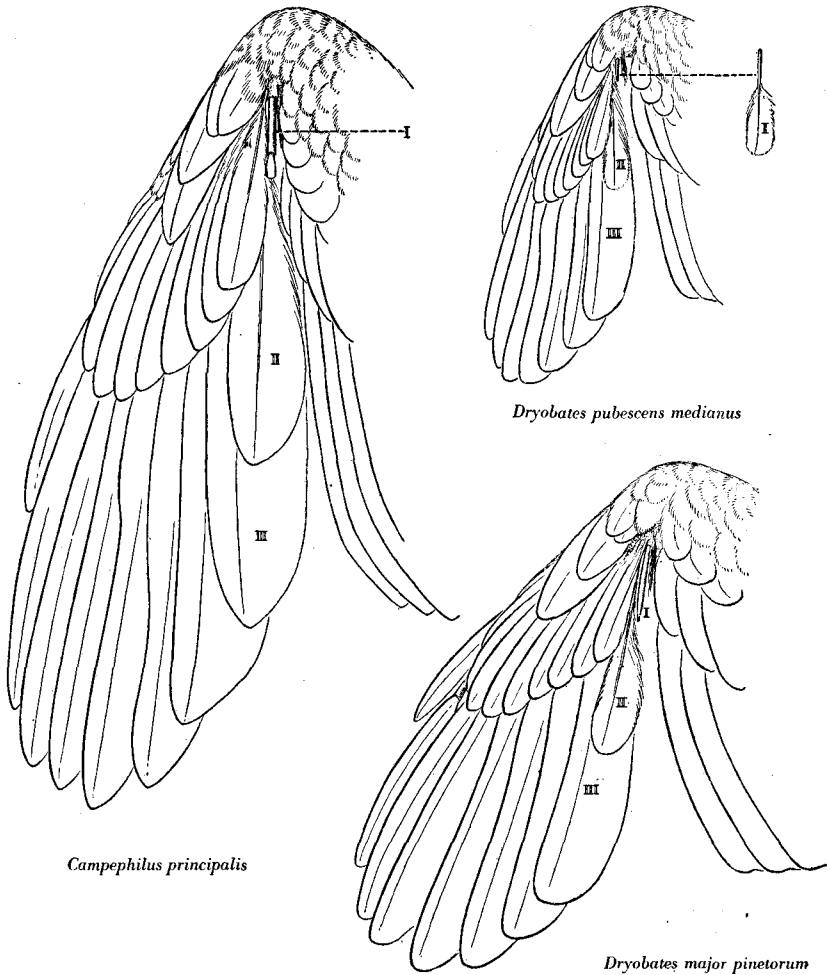 I
II
III
Campephilus principalis
I
II
III
Dryobates pubescens medianus
I
II
III
Dryobates major pinetorum